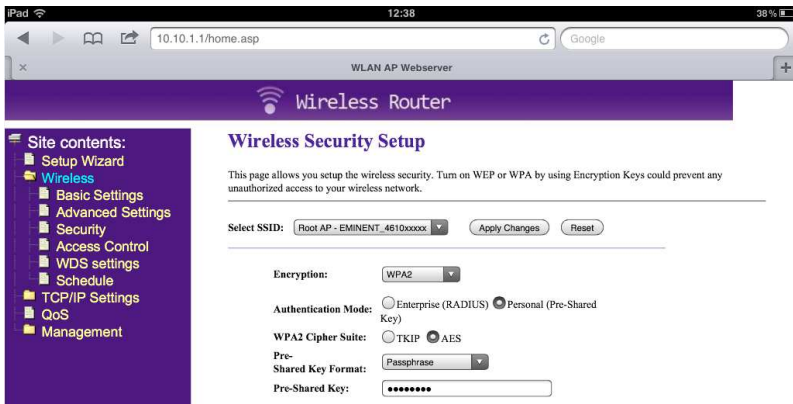 iPad 12:38 38%
10.10.1.1/home.asp Google
WLAN AP Webserver
Wireless Router
Site contents:
Setup Wizard
Wireless
Basic Settings
Advanced Settings
Security
Access Control
WDS settings
Schedule
TCP/IP Settings
QoS
Management
Wireless Security Setup
This page allows you setup the wireless security. Turn on WEP or WPA by using Encryption Keys could prevent any
unauthorized access to your wireless network.
Select SSID: Root AP - EMINENT_4610xxxxx Apply Changes Reset
Encryption: WPA2
Authentication Mode: Enterprise (RADIUS) Personal (Pre-Shared
Key)
WPA2 Cipher Suite: TKIP AES
Pre-
Shared Key Format: Passphrase
Pre-Shared Key: ••••••••